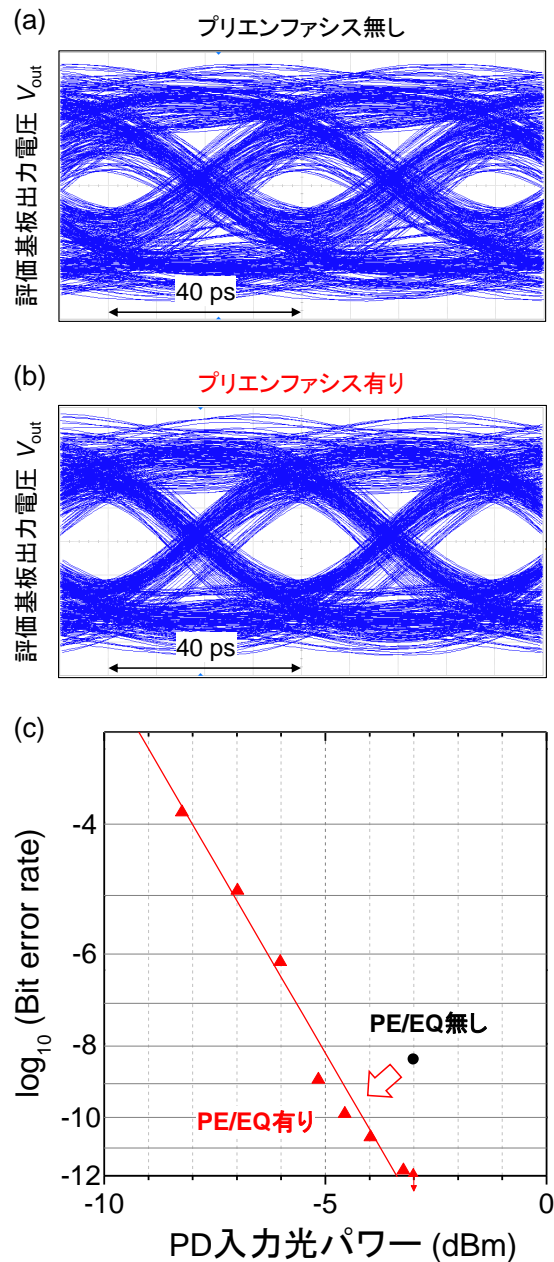 (a)
プリエンファシス無し
評価基板出力電圧 Vout
40 ps
(b)
プリエンファシス有り
評価基板出力電圧 Vout
40 ps
(c)
log10 (Bit error rate)
-4
-6
-8
-10
-12
PE/EQ無し
PE/EQ有り
-10
-5
0
PD入力光パワー (dBm)